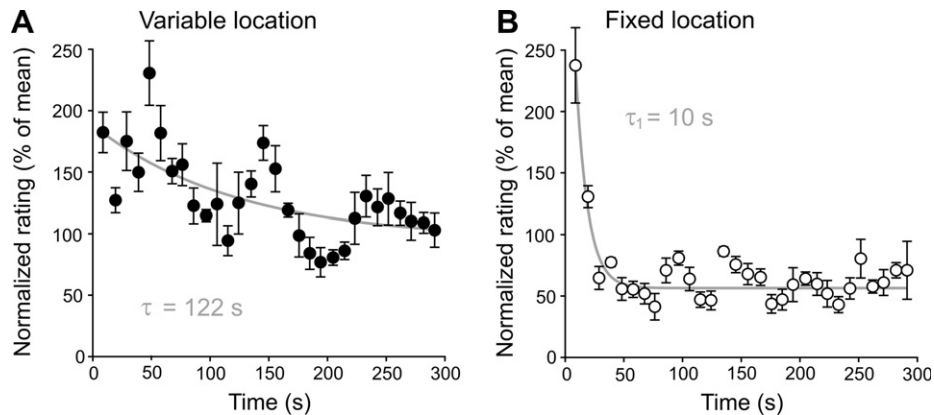 A Variable location
Normalized rating (% of mean)
250
200
150
100
50
0
τ = 122 s
0 50 100 150 200 250 300
Time (s)
B Fixed location
Normalized rating (% of mean)
250
200
150
100
50
0
τ1 = 10 s
0 50 100 150 200 250 300
Time (s)